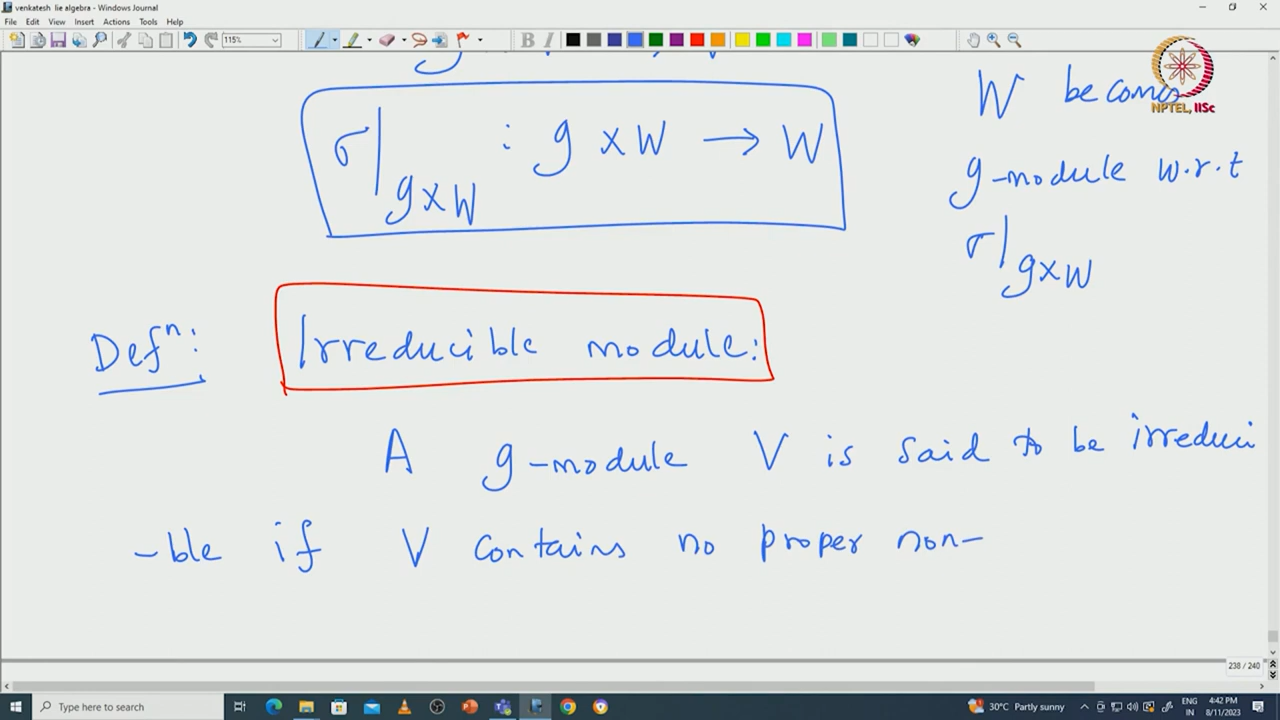 venkatesh lie algebra - Windows Journal
File Edit View Insert Actions Tools Help
115%
B I
NPTEL, IISc
W becomes
σ|g×W : g × W → W
g-module w.r.t
σ|g×W
Defⁿ: Irreducible module:
A g-module V is said to be irreduci
-ble if V contains no proper non-
238 / 240
Type here to search
30°C Partly sunny
ENG
IN
4:42 PM
8/11/2023